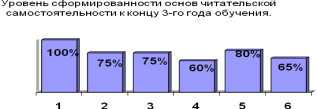 Уровень сформированности основ читательской
самостоятельности к концу 3-го года обучения.
100% 75% 75% 60% 80% 65%
1 2 3 4 5 6